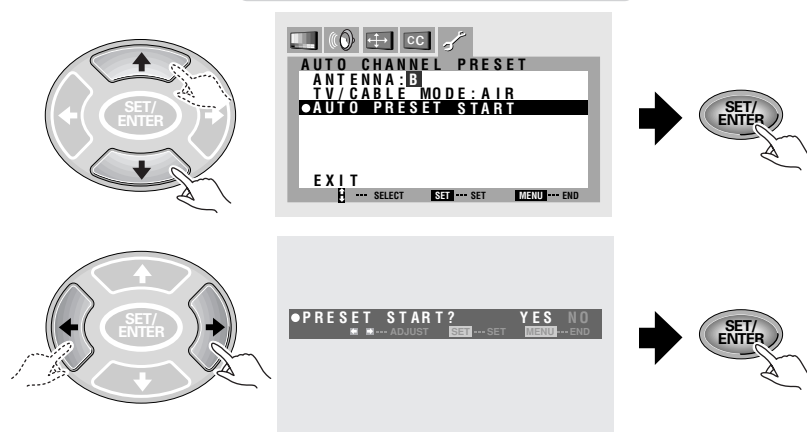 CC
AUTO CHANNEL PRESET
ANTENNA:B
TV/CABLE MODE:AIR
●AUTO PRESET START
EXIT
--- SELECT SET --- SET MENU --- END
SET/
ENTER
SET/
ENTER
●PRESET START? YES NO
--- ADJUST SET --- SET MENU --- END
SET/
ENTER
SET/
ENTER